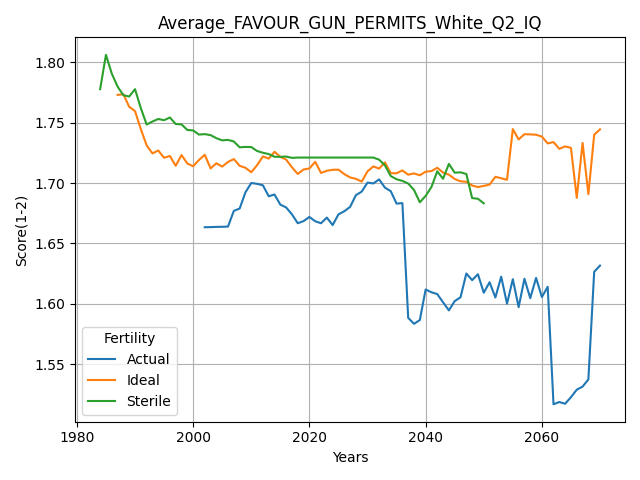 Average_FAVOUR_GUN_PERMITS_White_Q2_IQ
Score(1-2)
1.80
1.75
1.70
1.65
1.60
1.55
Fertility
Actual
Ideal
Sterile
1980
2000
2020
2040
2060
Years